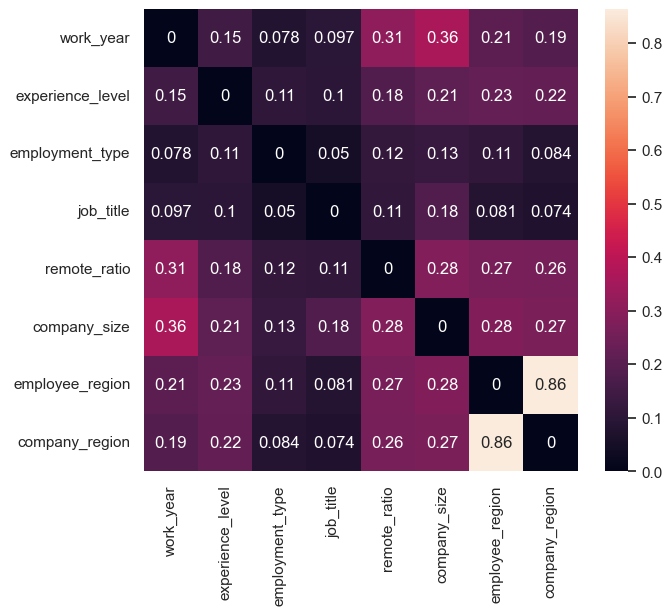 work_year 0 0.15 0.078 0.097 0.31 0.36 0.21 0.19
experience_level 0.15 0 0.11 0.1 0.18 0.21 0.23 0.22
employment_type 0.078 0.11 0 0.05 0.12 0.13 0.11 0.084
job_title 0.097 0.1 0.05 0 0.11 0.18 0.081 0.074
remote_ratio 0.31 0.18 0.12 0.11 0 0.28 0.27 0.26
company_size 0.36 0.21 0.13 0.18 0.28 0 0.28 0.27
employee_region 0.21 0.23 0.11 0.081 0.27 0.28 0 0.86
company_region 0.19 0.22 0.084 0.074 0.26 0.27 0.86 0
work_year
experience_level
employment_type
job_title
remote_ratio
company_size
employee_region
company_region
0.8
0.7
0.6
0.5
0.4
0.3
0.2
0.1
0.0